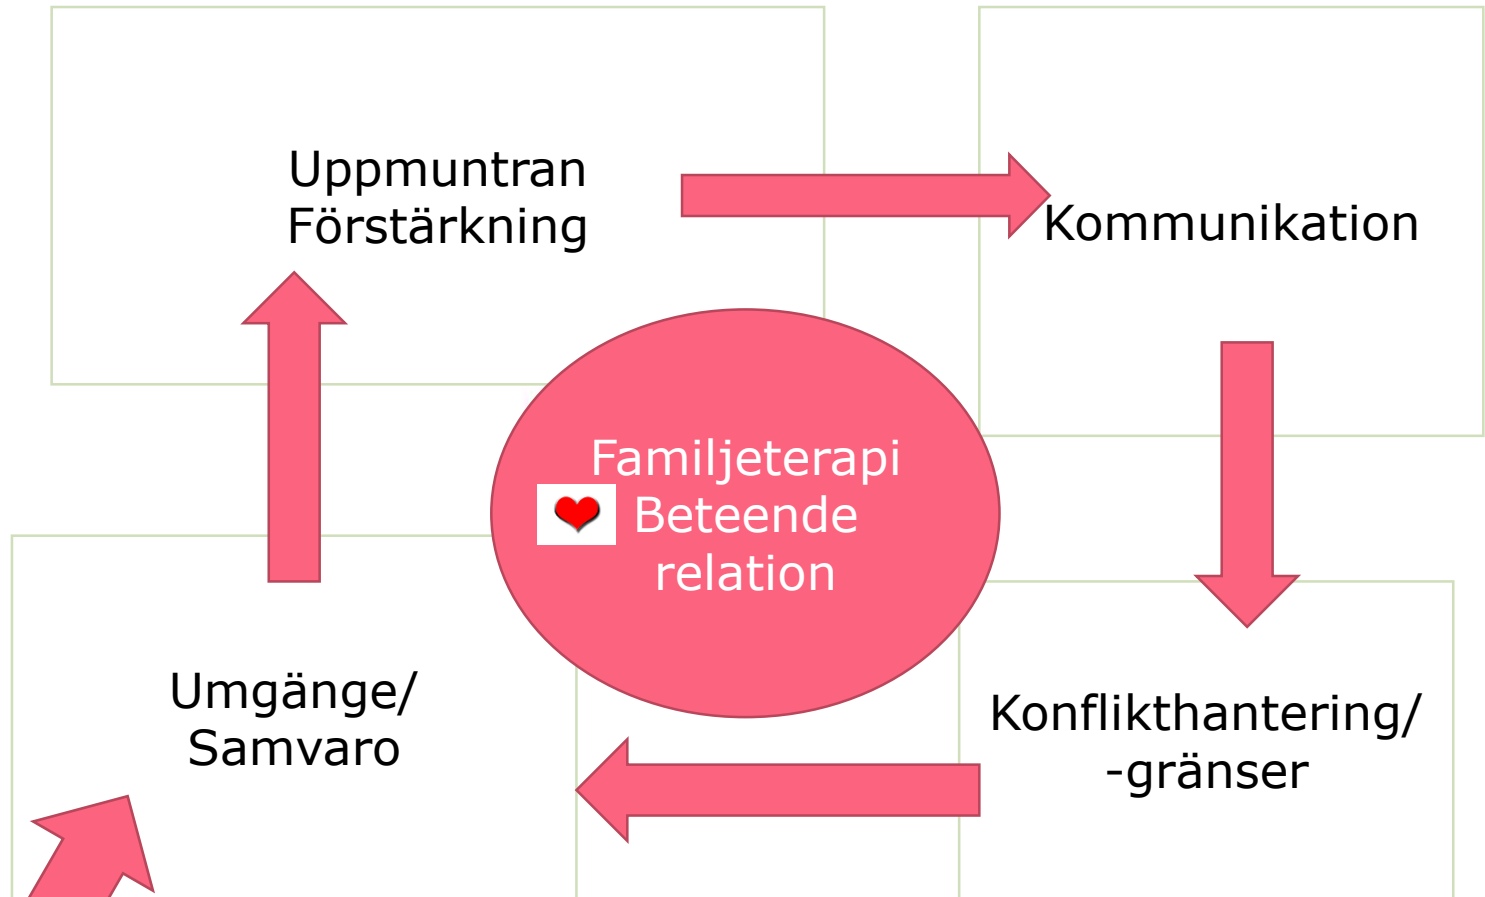 Uppmuntran
Förstärkning
Kommunikation
Familjeterapi
Beteende
relation
Umgänge/
Samvaro
Konflikthantering/
-gränser